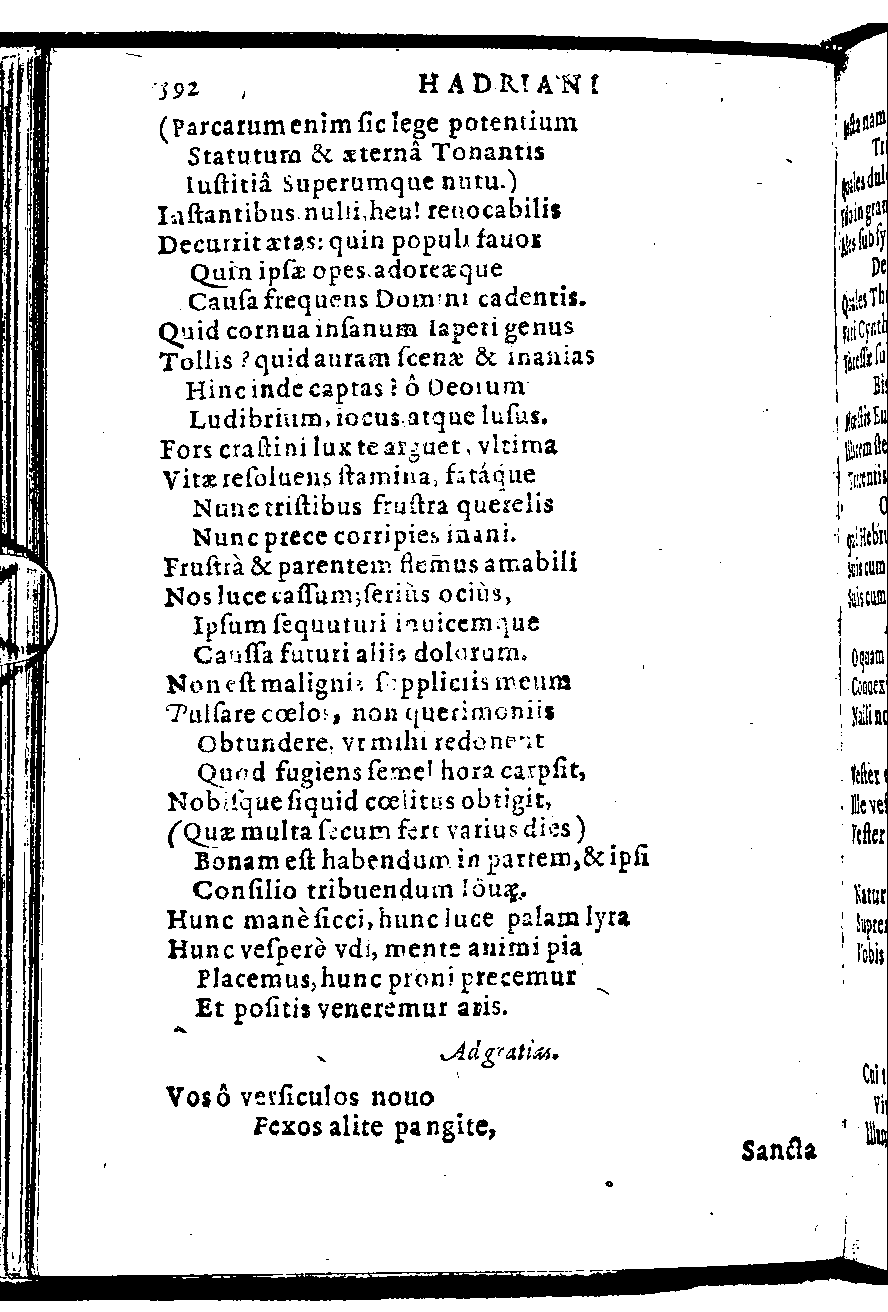 392 HADRIANI
(Parcarum enim ſic lege potentium
Statutum & æternâ Tonantis
Iuſtitiâ Superumque nutu.)
Inſtantibus nulli, heu! reuocabilis
Decurrit ætas: quin populi fauor
Quin ipſæ opes adoreæque
Cauſa frequens Domini cadentis.
Quid cornua inſanum Iapeti genus
Tollis? quid auram ſcenæ & inanias
Hinc inde captas? ô Deorum
Ludibrium, iocus atque luſus.
Fors craſtini lux te arguet, vltima
Vitæ reſoluens ſtamina, fatáque
Nunc triſtibus fruſtra querelis
Nunc prece corripies inani.
Fruſtrà & parentem flem̄us amabili
Nos luce caſſum; ſeriùs ociùs,
Ipſum ſequuturi inuicemque
Cauſſa futuri aliis dolorum.
Non eſt malignis ſuppliciis meum
Pulſare cœlos, non querimoniis
Obtundere, vt mihi redonent
Quod fugiens ſemel hora carpſit,
Nobiſque ſiquid cœlitus obtigit,
(Quæ multa ſecum fert varius dies)
Bonam eſt habendum in partem, & ipſi
Conſilio tribuendum Iouæ.
Hunc manè ſicci, hunc luce palam lyra
Hunc veſperè vdi, mente animi pia
Placemus, hunc proni precemur
Et poſitis veneremur aris.
Ad gratias.
Vos ô verſiculos nouo
Pexos alite pangite,
Sancta